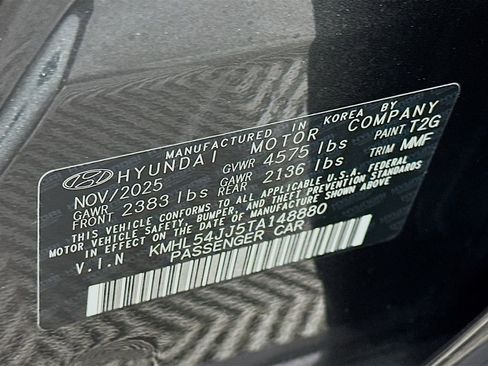 MANUFACTURED IN KOREA BY
HYUNDAI MOTOR COMPANY
NOV/2025 GVWR 4575 lbs PAINT T2G
GAWR FRONT 2383 lbs GAWR REAR 2136 lbs TRIM MMF
THIS VEHICLE CONFORMS TO ALL APPLICABLE U.S.A. FEDERAL
MOTOR VEHICLE SAFETY, BUMPER, AND THEFT PREVENTION STANDARDS
IN EFFECT ON THE DATE OF MANUFACTURE SHOWN ABOVE
V.I.N KMHL54JJ5TA148880
PASSENGER CAR